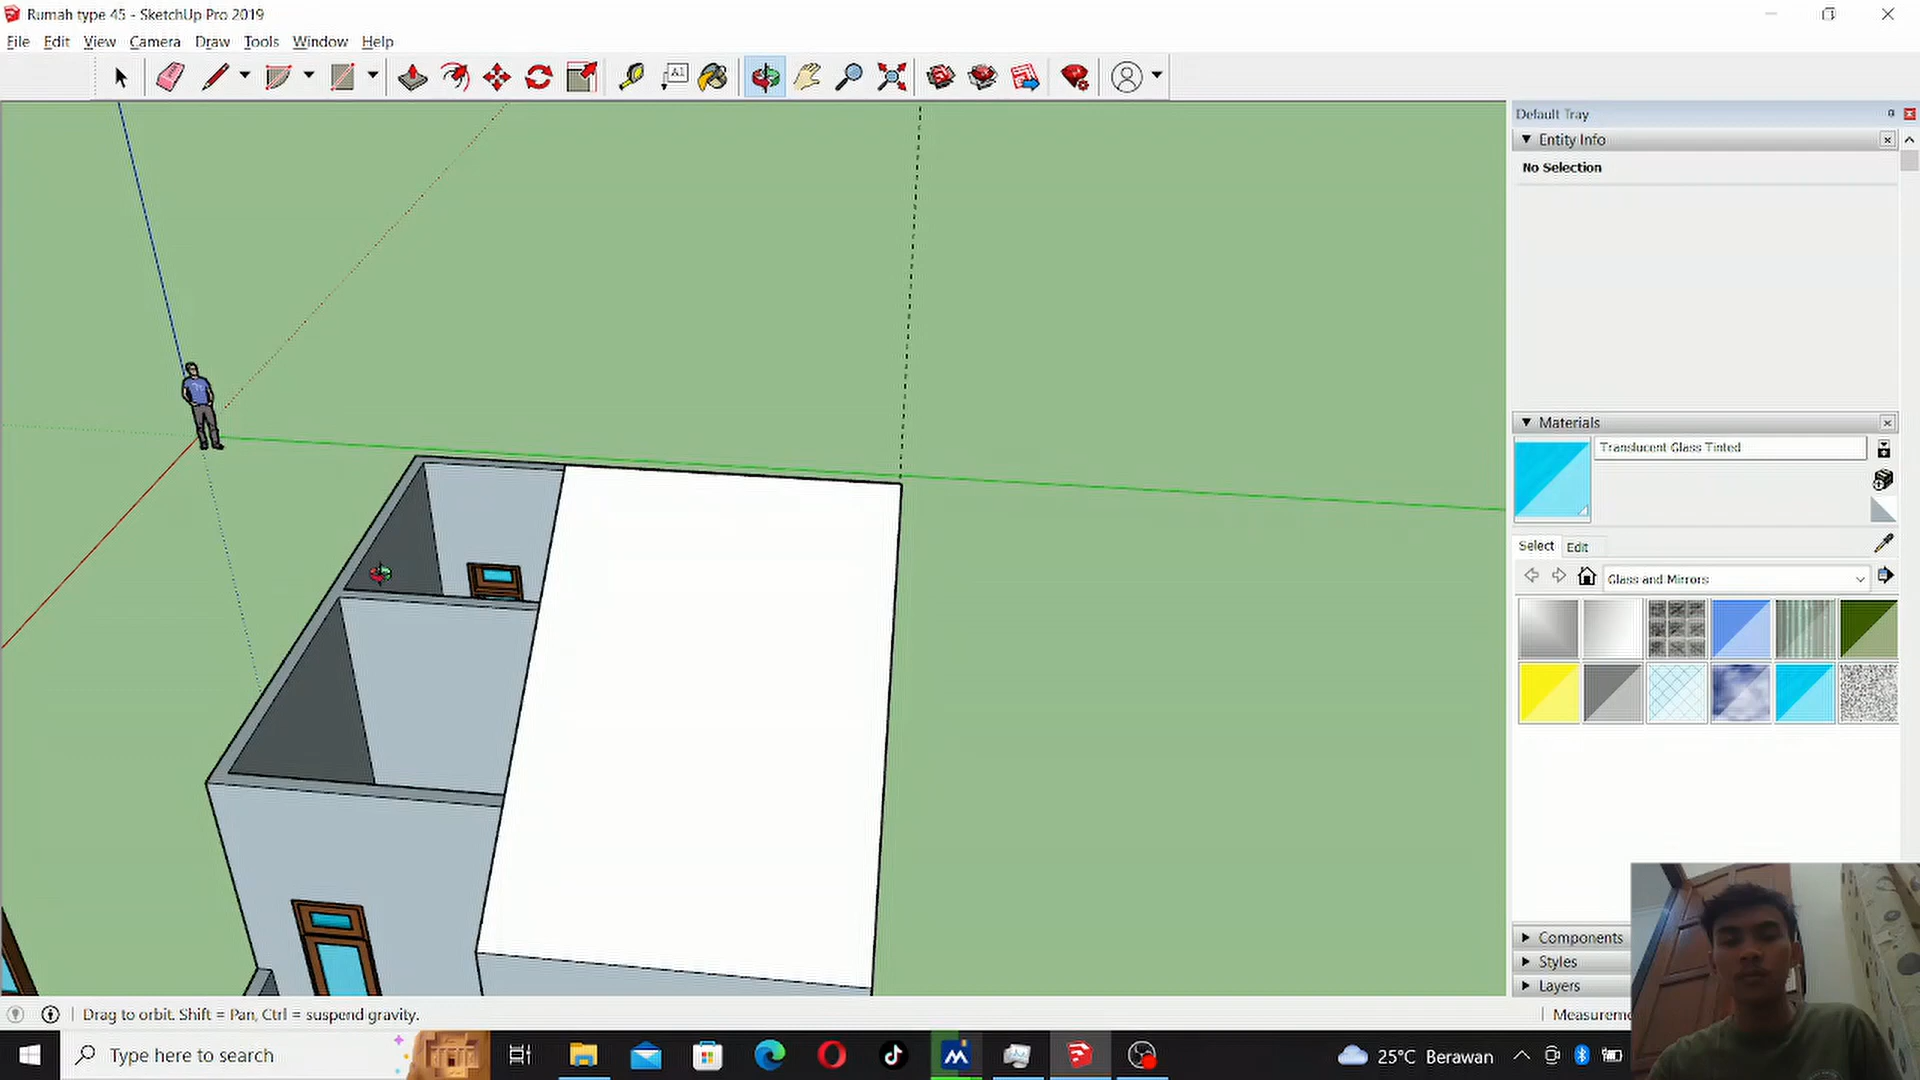 Rumah type 45 - SketchUp Pro 2019
File Edit View Camera Draw Tools Window Help
A1
Default Tray
Entity Info
No Selection
Materials
Translucent Glass Tinted
Select Edit
Glass and Mirrors
Components
Styles
Layers
Drag to orbit. Shift = Pan, Ctrl = suspend gravity.
Measureme
Type here to search
25°C Berawan